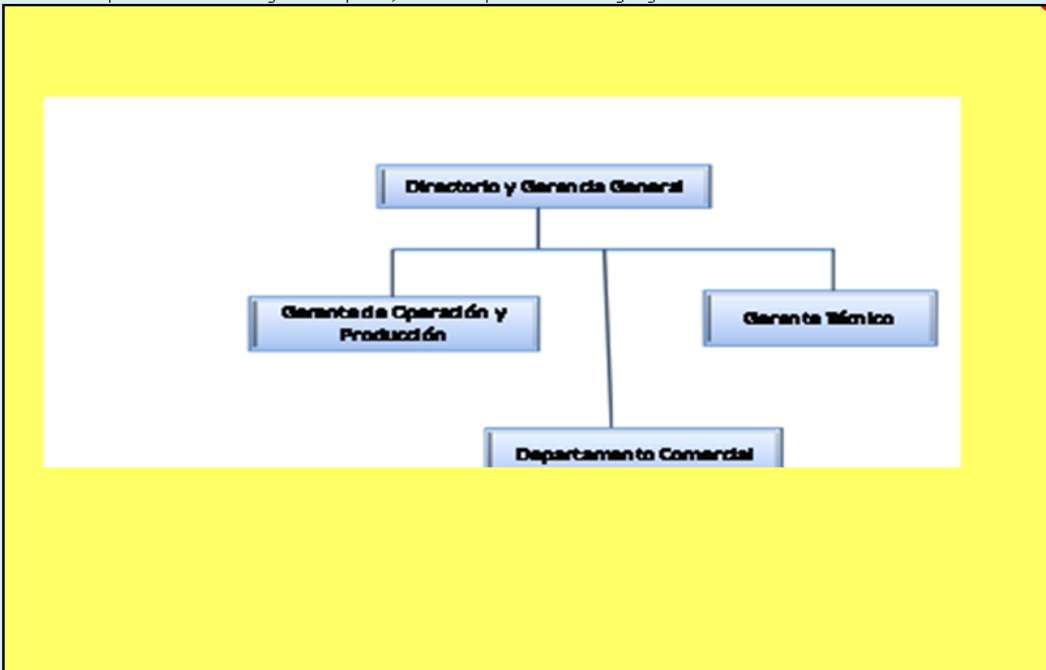 Directorio y Gerencia General
Gerente de Operación y
Producción
Gerente Técnico
Departamento Comercial